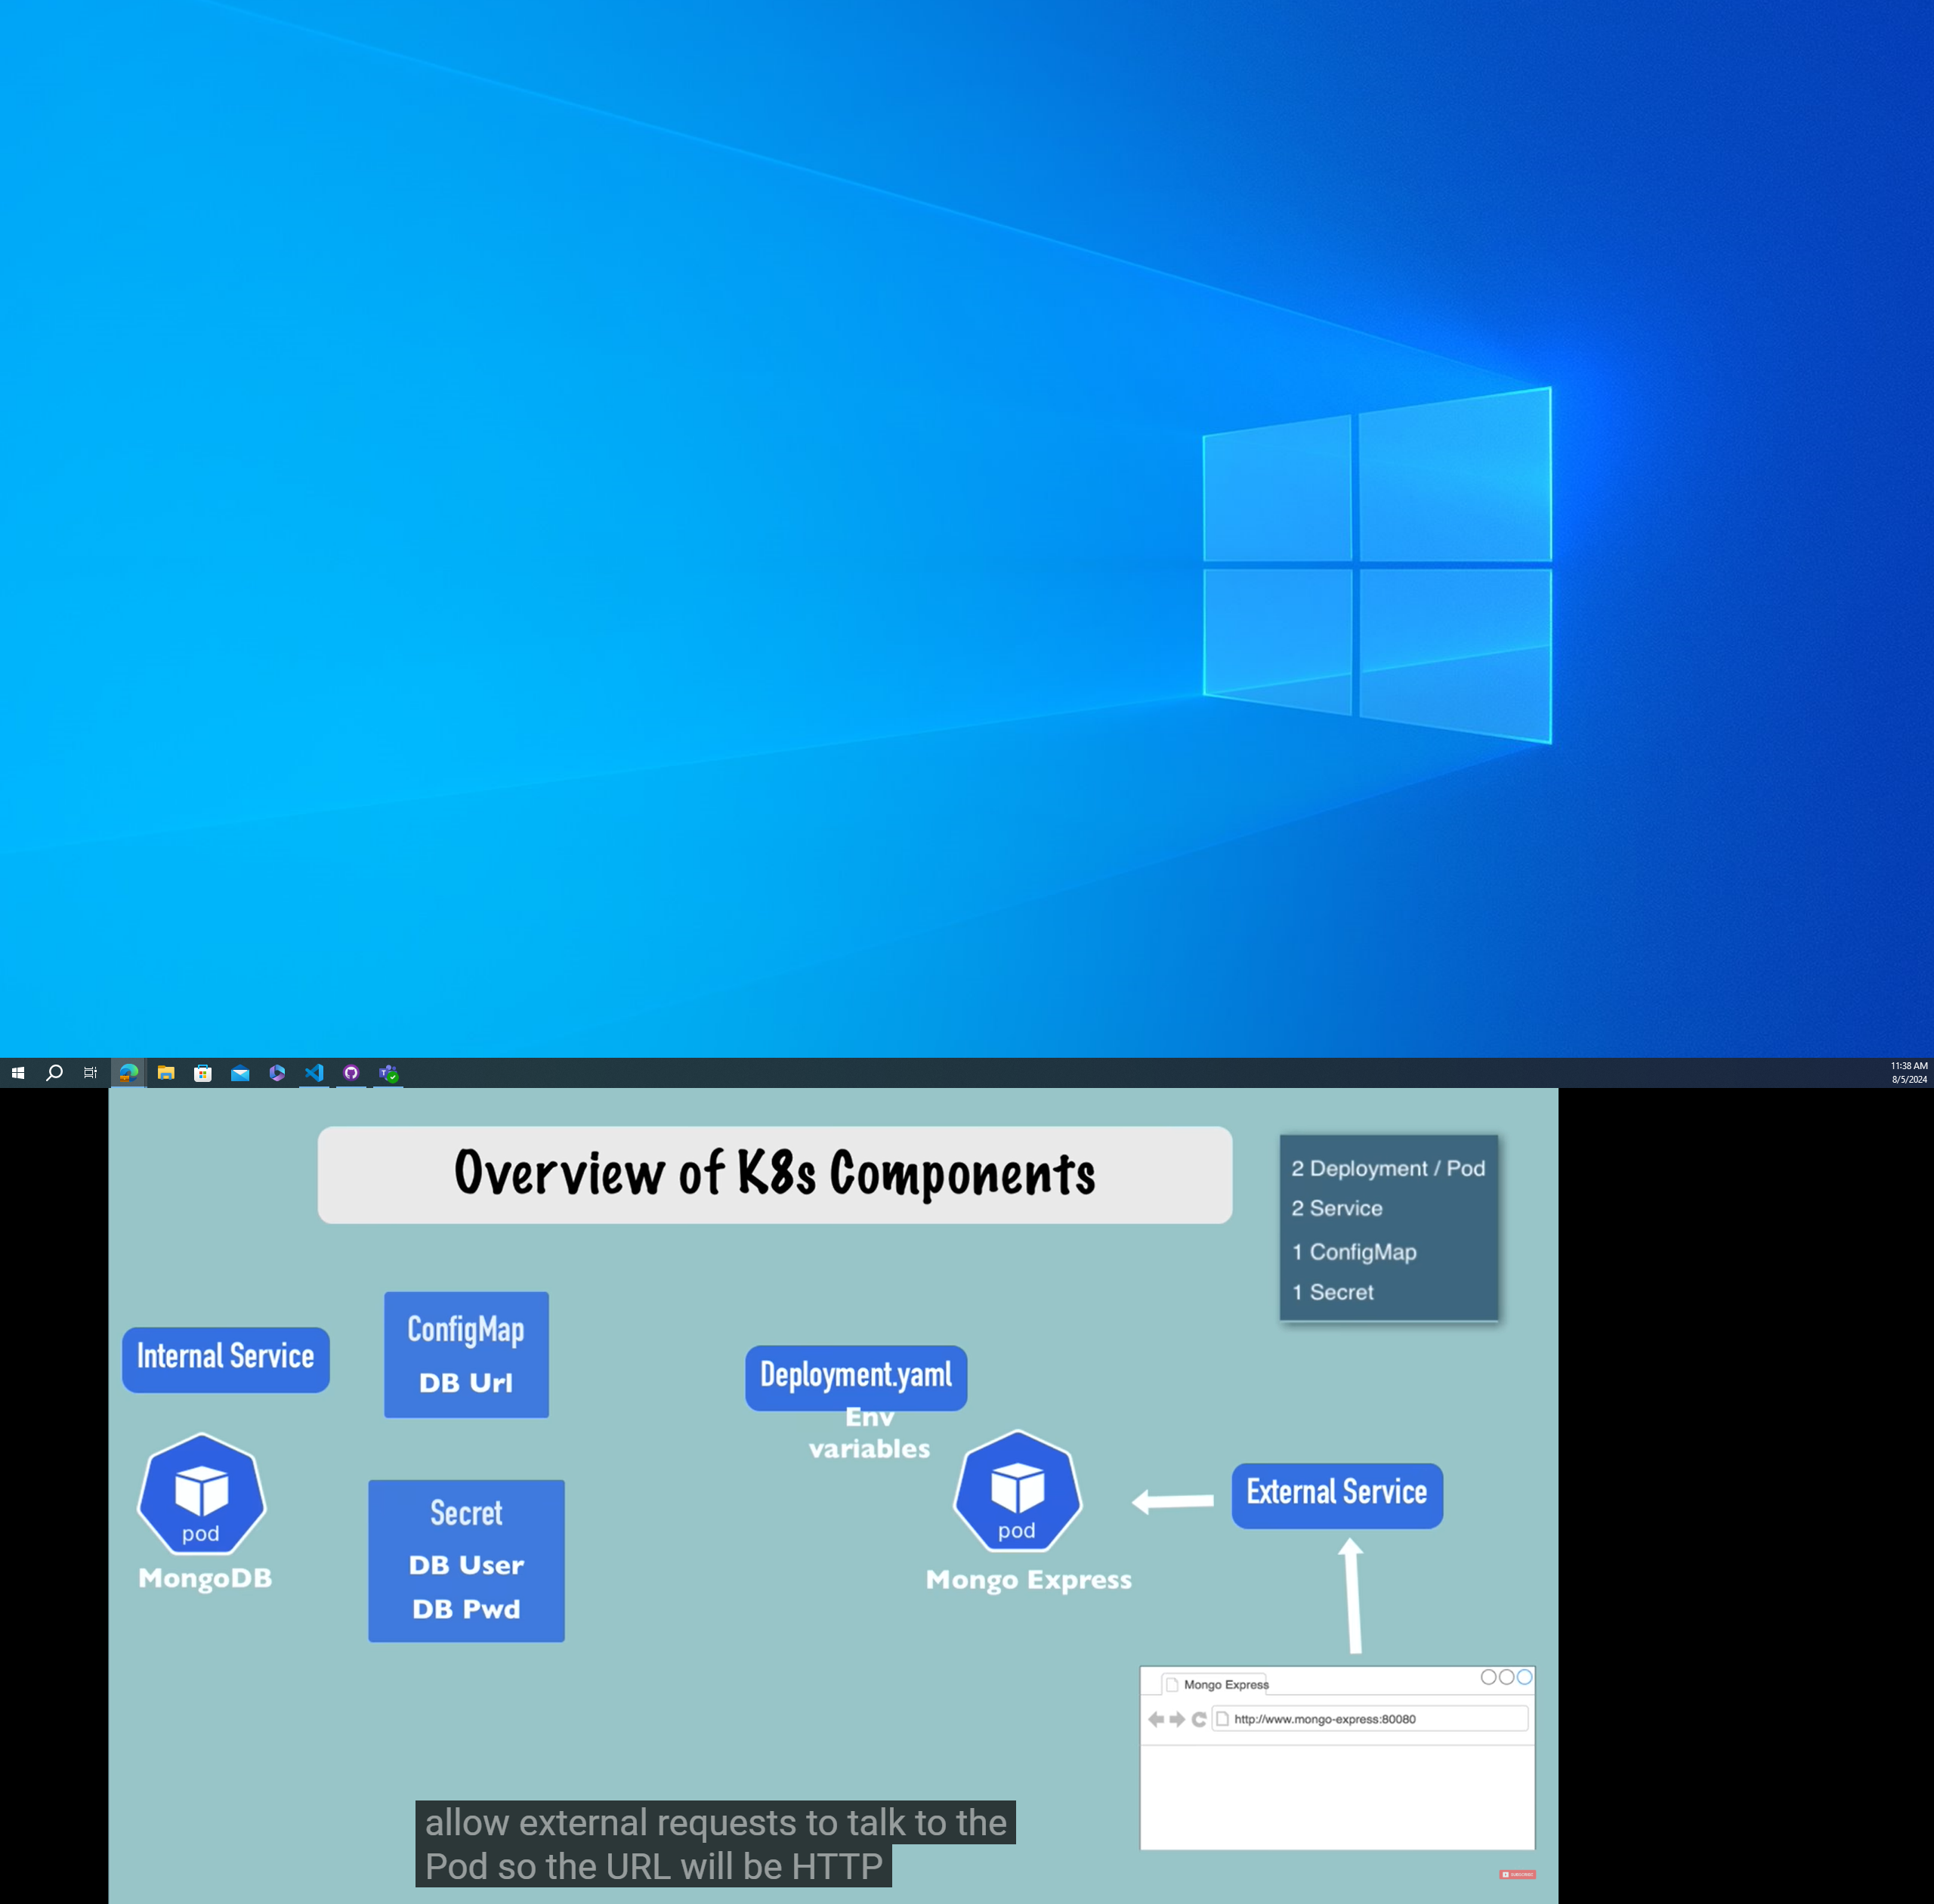 11:38 AM
8/5/2024
Overview of K8s Components
2 Deployment / Pod
2 Service
1 ConfigMap
1 Secret
Internal Service
ConfigMap
DB Url
Deployment.yaml
Env
variables
pod
MongoDB
Secret
DB User
DB Pwd
pod
Mongo Express
External Service
Mongo Express
http://www.mongo-express:80080
allow external requests to talk to the
Pod so the URL will be HTTP